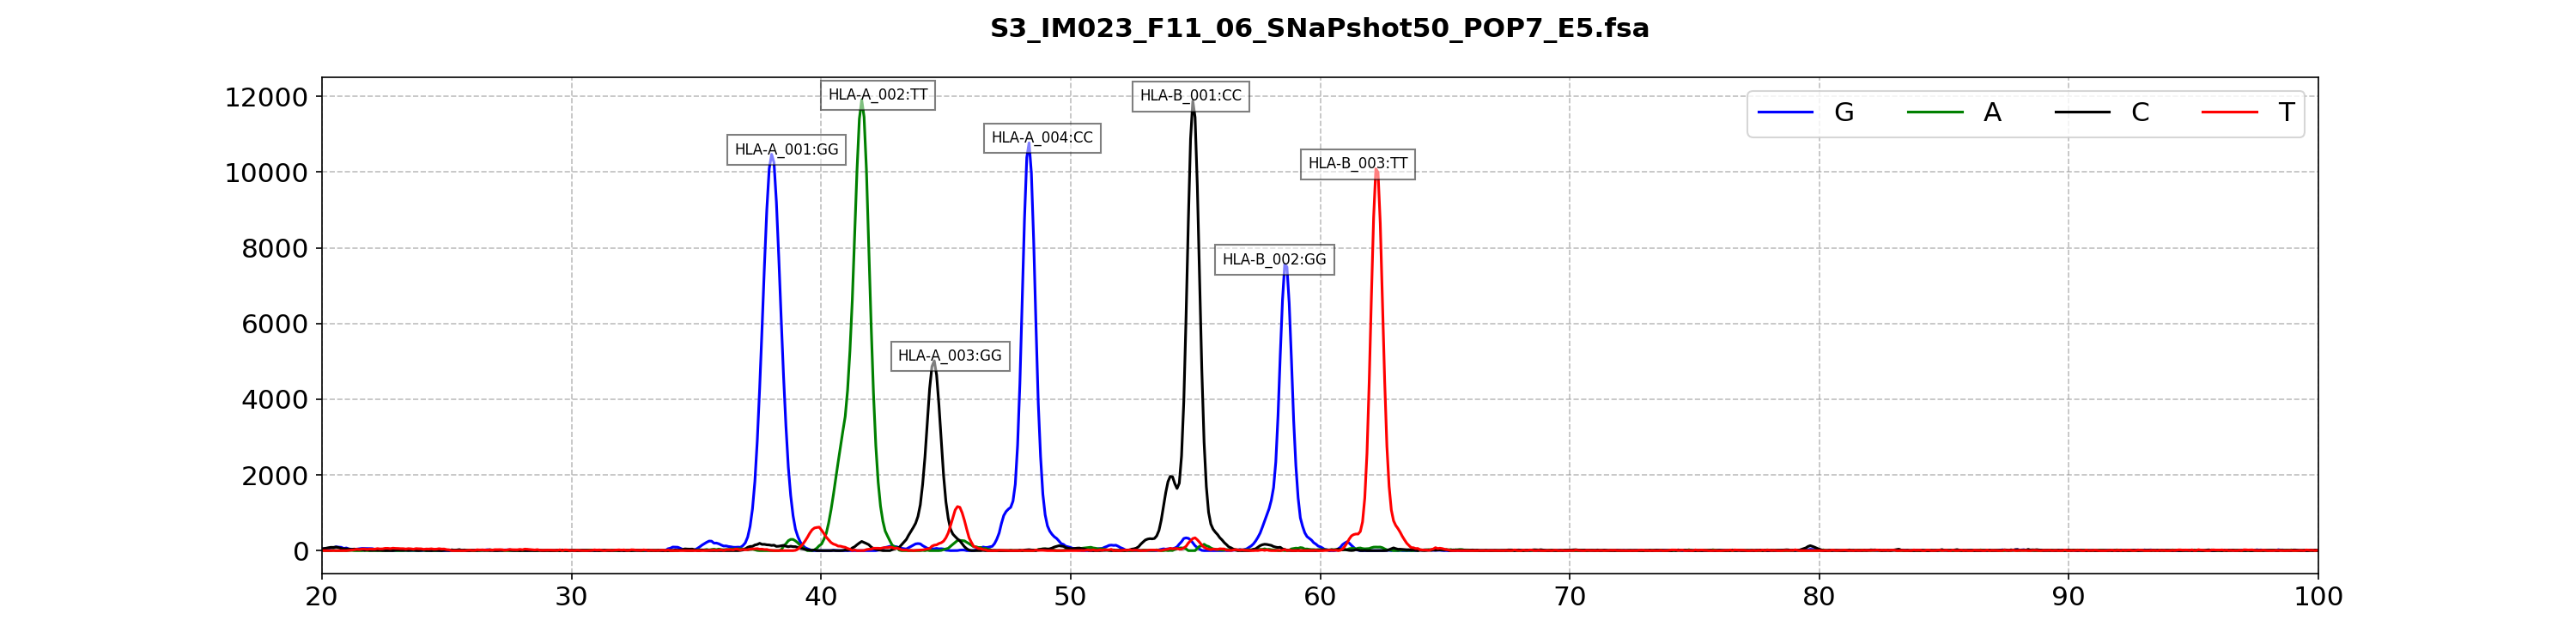 S3_IM023_F11_06_SNaPshot50_POP7_E5.fsa
12000
10000
8000
6000
4000
2000
0
HLA-A_001:GG
HLA-A_002:TT
HLA-A_003:GG
HLA-A_004:CC
HLA-B_001:CC
HLA-B_002:GG
HLA-B_003:TT
G A C T
20 30 40 50 60 70 80 90 100